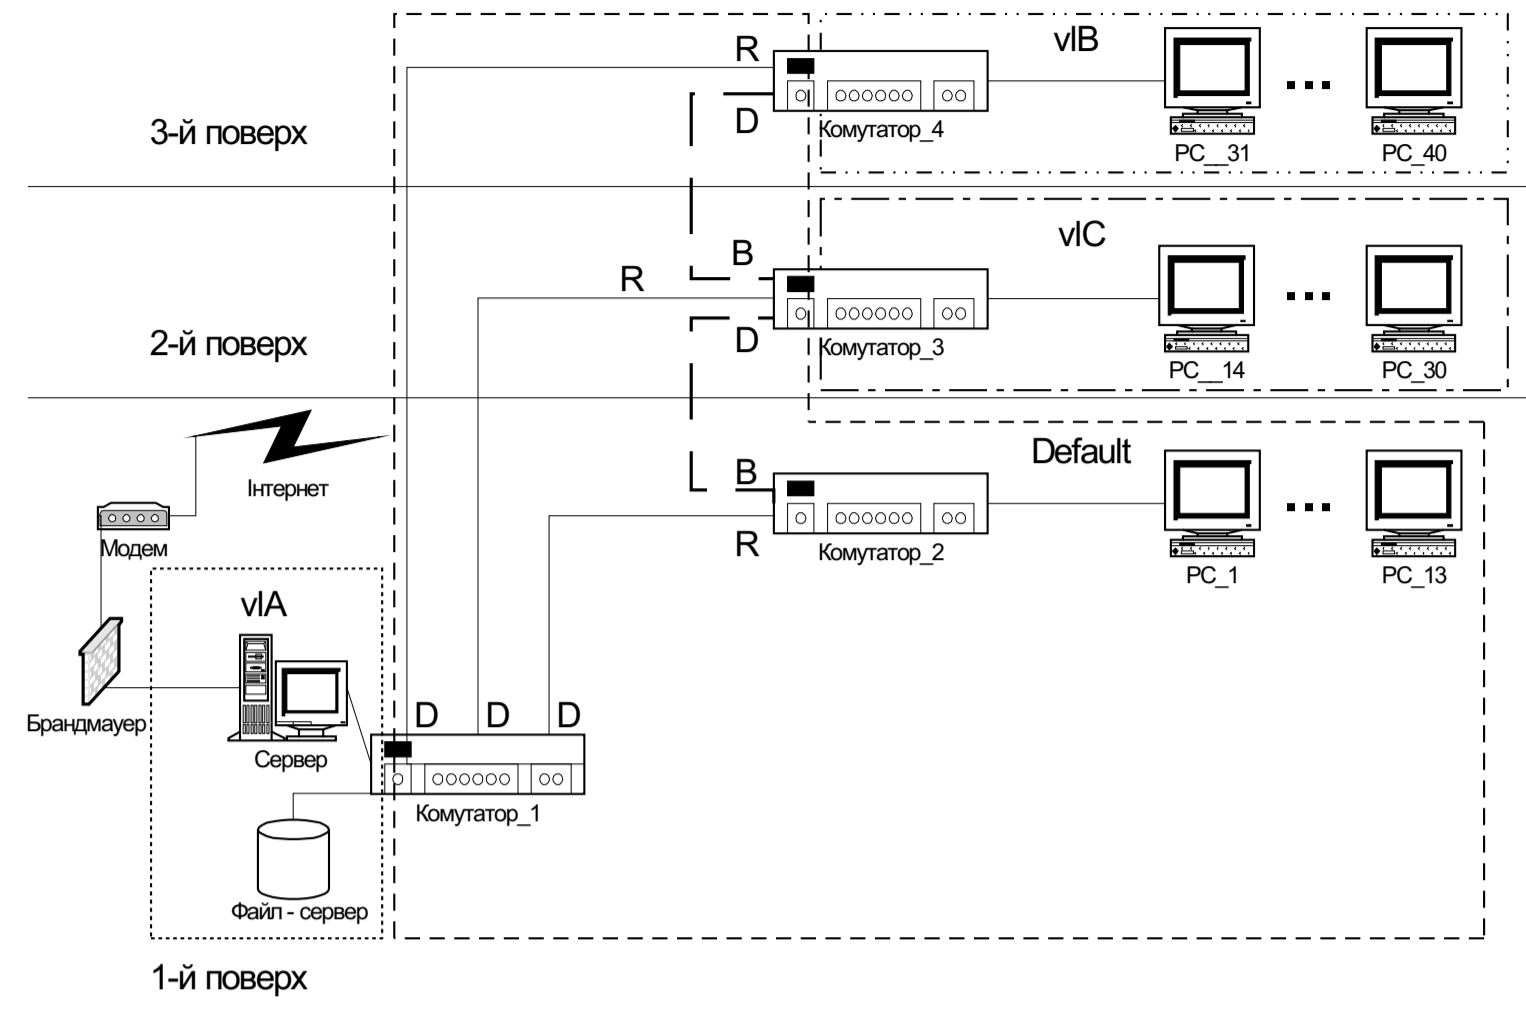 R
vlB
D
3-й поверх
Комутатор_4
PC__31
PC_40
B
vlC
R
D
2-й поверх
Комутатор_3
PC__14
PC_30
Default
B
Інтернет
R
Модем
Комутатор_2
PC_1
PC_13
vlA
Брандмауер
D
D
D
Сервер
Комутатор_1
Файл - сервер
1-й поверх